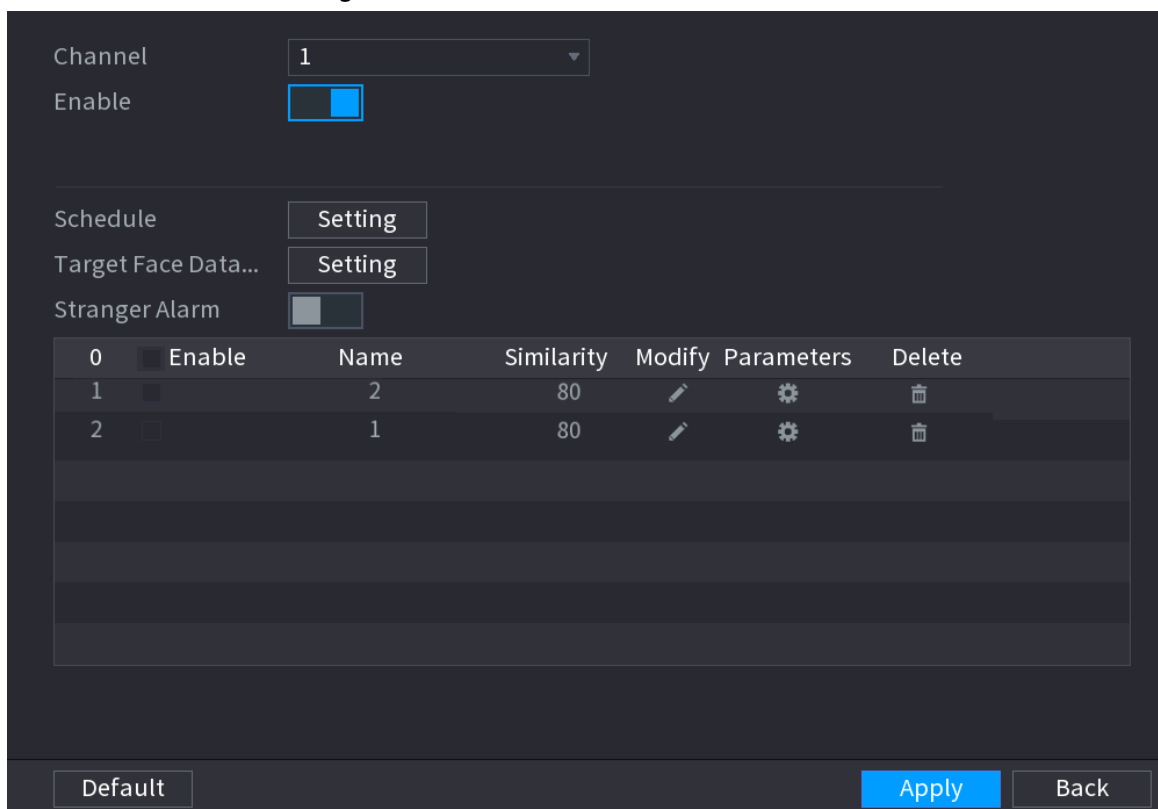 Channel 1
Enable
Schedule Setting
Target Face Data... Setting
Stranger Alarm
0 Enable Name Similarity Modify Parameters Delete
1 2 80
2 1 80
Default Apply Back